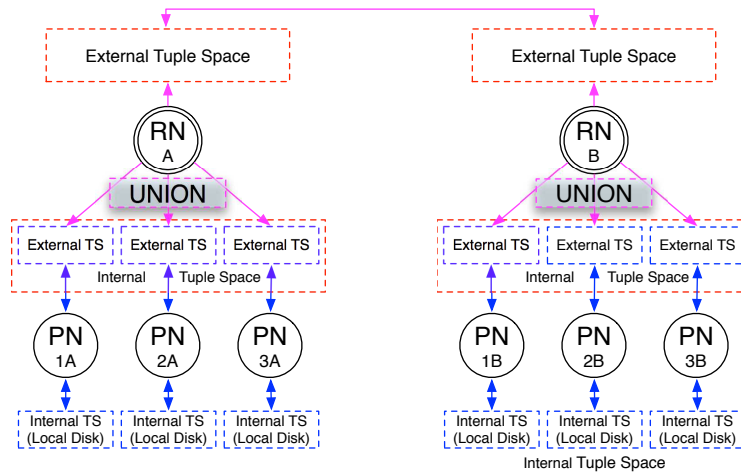 External Tuple Space
External Tuple Space
RN
A
RN
B
UNION
UNION
External TS External TS External TS
Internal Tuple Space
External TS External TS External TS
Internal Tuple Space
PN
1A
PN
2A
PN
3A
PN
1B
PN
2B
PN
3B
Internal TS
(Local Disk)
Internal TS
(Local Disk)
Internal TS
(Local Disk)
Internal TS
(Local Disk)
Internal TS
(Local Disk)
Internal TS
(Local Disk)
Internal Tuple Space